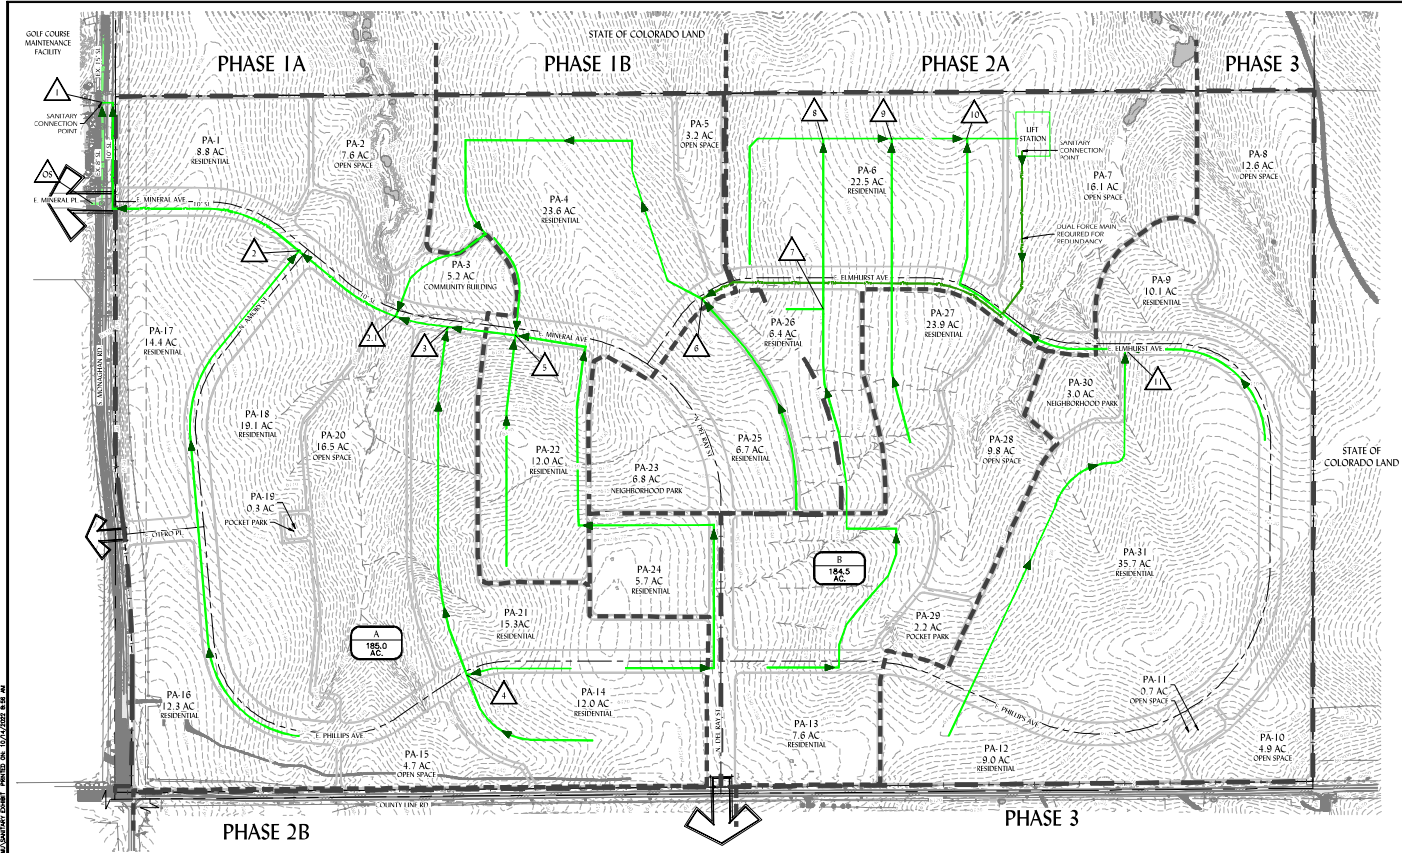 GOLF COURSE
MAINTENANCE
FACILITY
STATE OF COLORADO LAND
PHASE 1A
PHASE 1B
PHASE 2A
PHASE 3
1
SANITARY
CONNECTION
POINT
OS
E. MINERAL PL.
E. MINERAL AVE
PA-1
8.8 AC
RESIDENTIAL
PA-2
7.6 AC
OPEN SPACE
PA-4
23.6 AC
RESIDENTIAL
PA-5
3.2 AC
OPEN SPACE
8
9
10
PA-6
22.5 AC
RESIDENTIAL
LIFT
STATION
SANITARY
CONNECTION
POINT
DUAL FORCE MAIN
REQUIRED FOR
REDUNDANCY
PA-7
16.1 AC
OPEN SPACE
PA-8
12.6 AC
OPEN SPACE
2
PA-3
5.2 AC
COMMUNITY BUILDING
7
E. ELMHURST AVE
PA-9
10.1 AC
RESIDENTIAL
PA-17
14.4 AC
RESIDENTIAL
2.1
3
E. MINERAL AVE
5
6
PA-26
6.4 AC
RESIDENTIAL
PA-27
23.9 AC
RESIDENTIAL
E. ELMHURST AVE
11
S. MONAGHAN RD
PA-18
19.1 AC
RESIDENTIAL
PA-20
16.5 AC
OPEN SPACE
PA-22
12.0 AC
RESIDENTIAL
PA-23
6.8 AC
NEIGHBORHOOD PARK
PA-25
6.7 AC
RESIDENTIAL
PA-28
9.8 AC
OPEN SPACE
PA-30
3.0 AC
NEIGHBORHOOD PARK
STATE OF
COLORADO LAND
PA-19
0.3 AC
POCKET PARK
OTERO PL.
PA-24
5.7 AC
RESIDENTIAL
B
184.5
AC.
PA-31
35.7 AC
RESIDENTIAL
A
185.0
AC.
PA-21
15.3AC
RESIDENTIAL
PA-29
2.2 AC
POCKET PARK
PA-16
12.3 AC
RESIDENTIAL
E. PHILLIPS AVE
4
PA-14
12.0 AC
RESIDENTIAL
N. DEL RAY ST
PA-13
7.6 AC
RESIDENTIAL
E. PHILLIPS AVE
PA-11
0.7 AC
OPEN SPACE
PA-15
4.7 AC
OPEN SPACE
PA-12
9.0 AC
RESIDENTIAL
PA-10
4.9 AC
OPEN SPACE
COUNTY LINE RD
PHASE 2B
PHASE 3